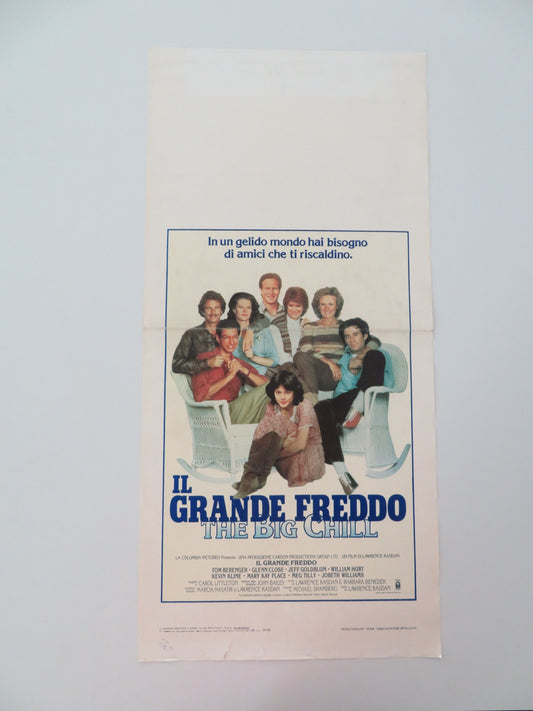 In un gelido mondo hai bisogno
di amici che ti riscaldino.
IL
GRANDE FREDDO
THE BIG CHILL
LA COLUMBIA PICTURES Presenta UNA PRODUZIONE CARSON PRODUCTIONS GROUP LTD. UN FILM DI LAWRENCE KASDAN
IL GRANDE FREDDO
TOM BERENGER • GLENN CLOSE • JEFF GOLDBLUM • WILLIAM HURT
KEVIN KLINE • MARY KAY PLACE • MEG TILLY • JOBETH WILLIAMS
CAROL LITTLETON JOHN BAILEY LAWRENCE KASDAN E BARBARA BENEDEK
MARCIA NASATIR e LAWRENCE KASDAN MICHAEL SHAMBERG LAWRENCE KASDAN